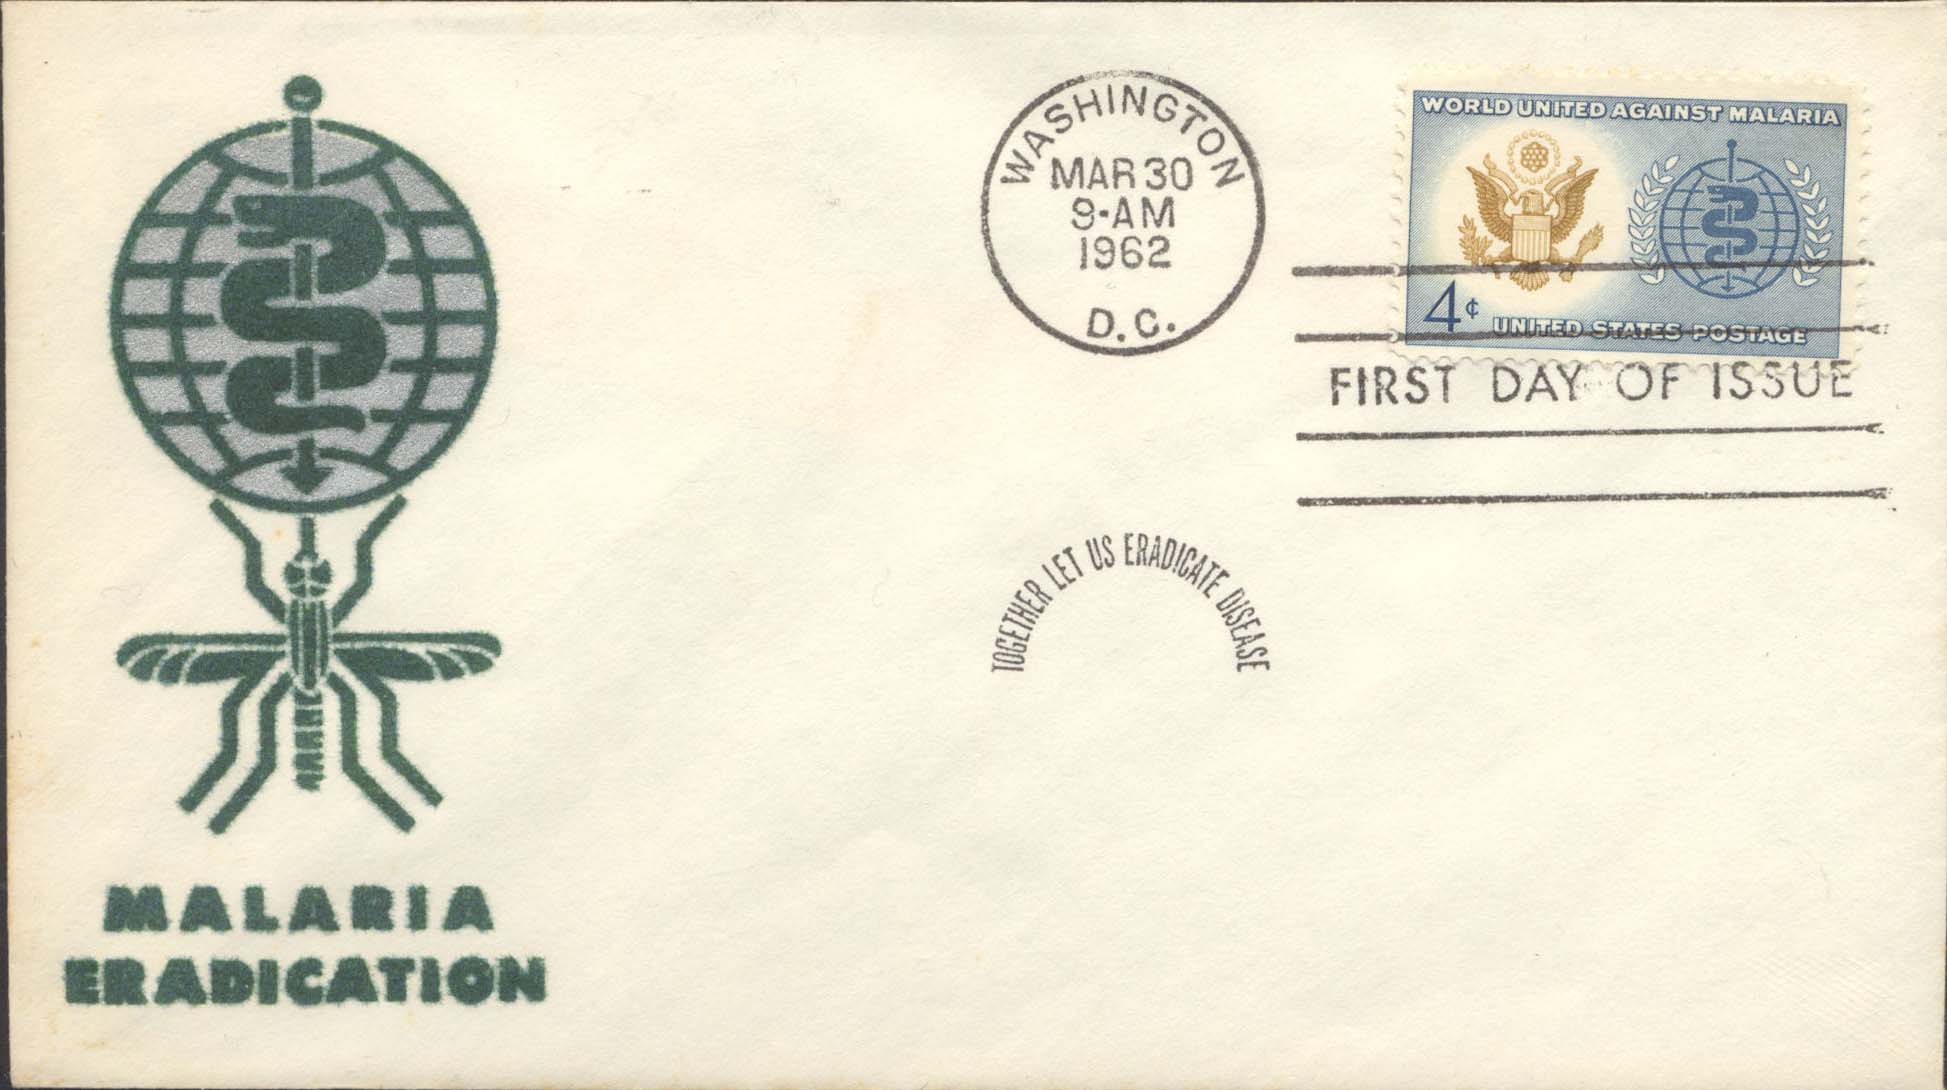 WASHINGTON
MAR 30
9-AM
1962
D.C.
WORLD UNITED AGAINST MALARIA
4¢
UNITED STATES POSTAGE
FIRST DAY OF ISSUE
TOGETHER LET US ERADICATE DISEASE
MALARIA
ERADICATION